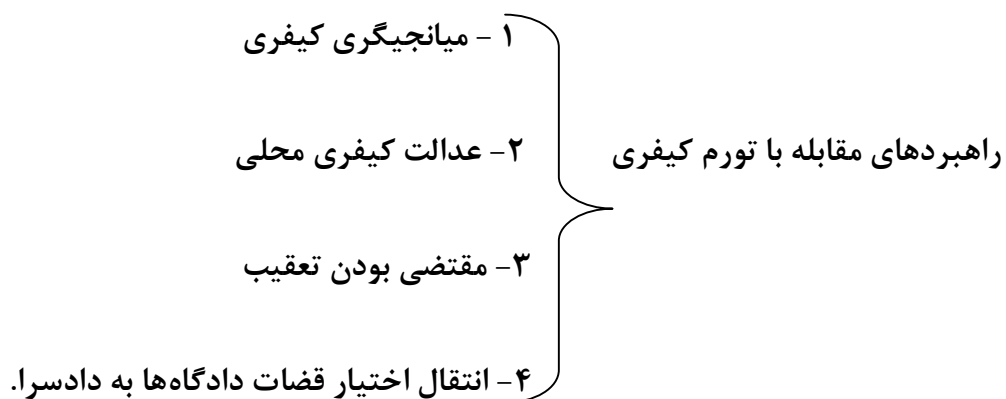 ۱ - میانجیگری کیفری
راهبردهای مقابله با تورم کیفری
۲- عدالت کیفری محلی
۳- مقتضی بودن تعقیب
۴- انتقال اختیار قضات دادگاه‌ها به دادسرا.